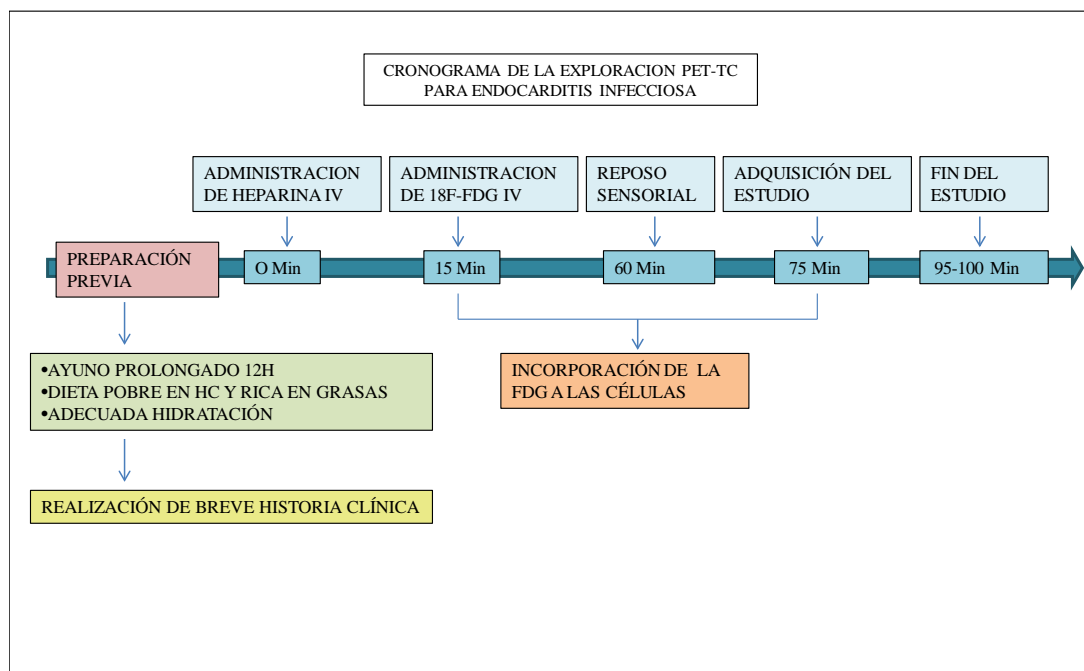 CRONOGRAMA DE LA EXPLORACION PET-TC
PARA ENDOCARDITIS INFECCIOSA
ADMINISTRACION
DE HEPARINA IV
ADMINISTRACION
DE 18F-FDG IV
REPOSO
SENSORIAL
ADQUISICIÓN DEL
ESTUDIO
FIN DEL
ESTUDIO
PREPARACIÓN
PREVIA
O Min
15 Min
60 Min
75 Min
95-100 Min
•AYUNO PROLONGADO 12H
•DIETA POBRE EN HC Y RICA EN GRASAS
•ADECUADA HIDRATACIÓN
INCORPORACIÓN DE LA
FDG A LAS CÉLULAS
REALIZACIÓN DE BREVE HISTORIA CLÍNICA